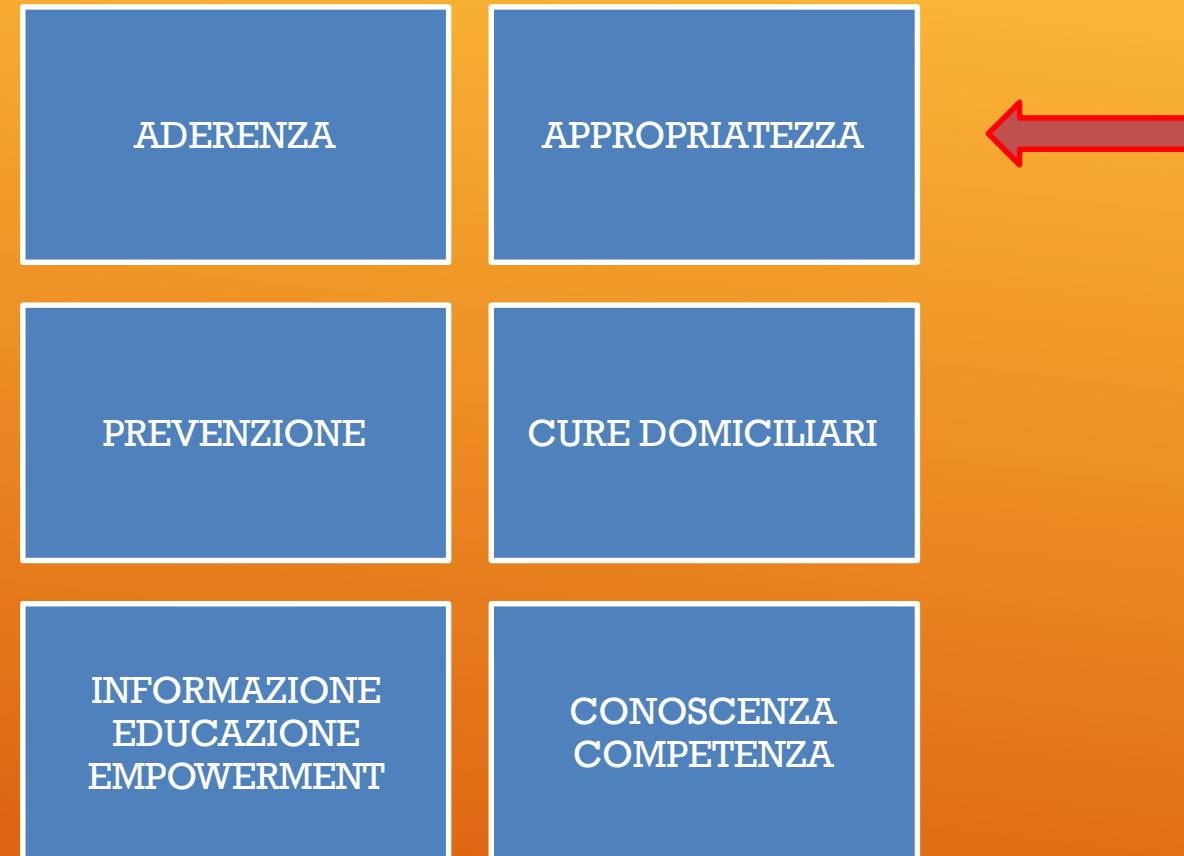 ADERENZA
APPROPRIATEZZA
PREVENZIONE
CURE DOMICILIARI
INFORMAZIONE
EDUCAZIONE
EMPOWERMENT
CONOSCENZA
COMPETENZA